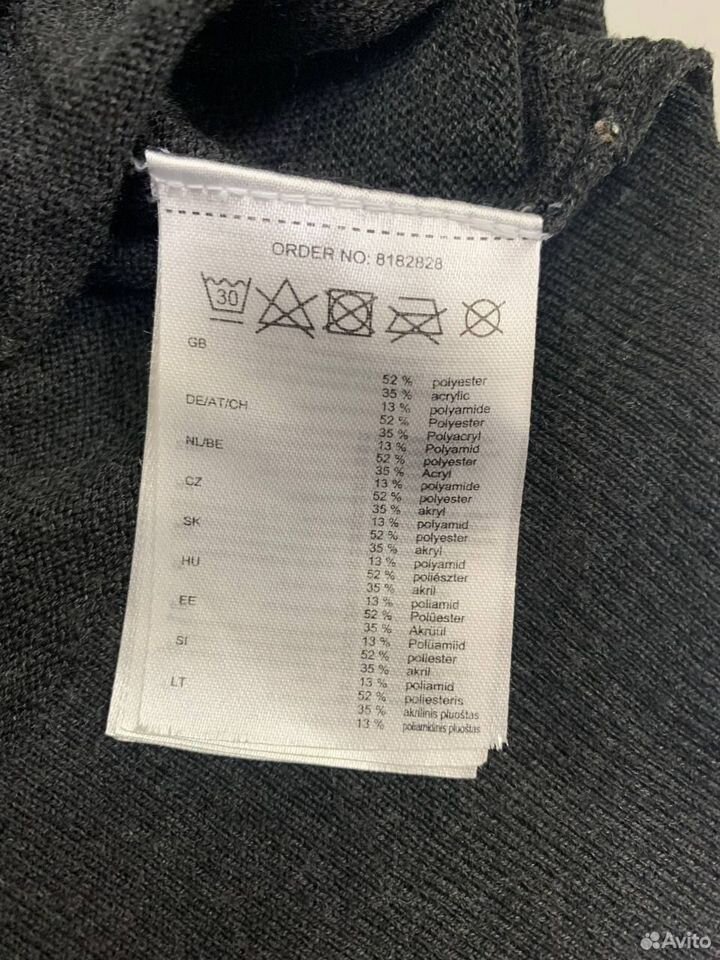 ORDER NO: 8182828
30
GB
52 % polyester
35 % acrylic
13 % polyamide
DE/AT/CH
52 % Polyester
35 % Polyacryl
13 % Polyamid
NL/BE
52 % polyester
35 % Acryl
13 % polyamide
CZ
52 % polyester
35 % akryl
13 % polyamid
SK
52 % polyester
35 % akryl
13 % polyamid
HU
52 % poliészter
35 % akril
13 % poliamid
EE
52 % Polüester
35 % Akrüül
13 % Polüamiid
SI
52 % poliester
35 % akril
13 % poliamid
LT
52 % poliesteris
35 % akrilinis pluoštas
13 % poliamidinis pluoštas
Avito